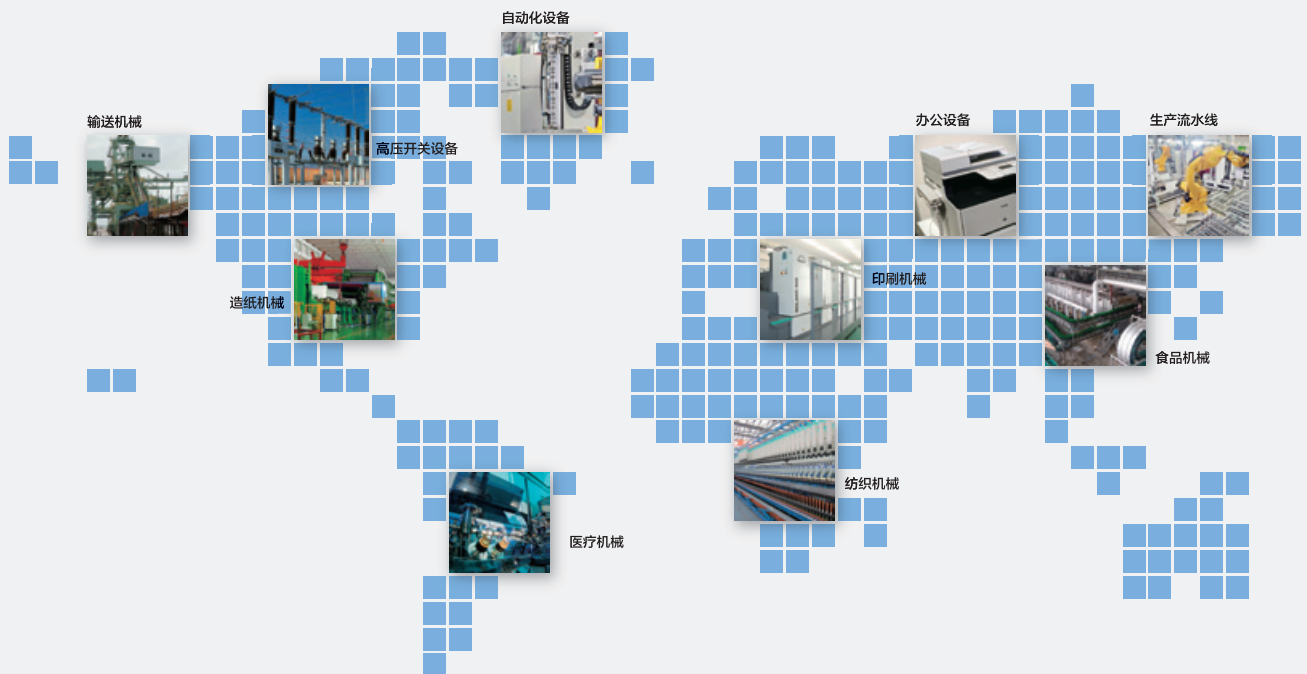 自动化设备
输送机械
办公设备
生产流水线
高压开关设备
印刷机械
造纸机械
食品机械
纺织机械
医疗机械